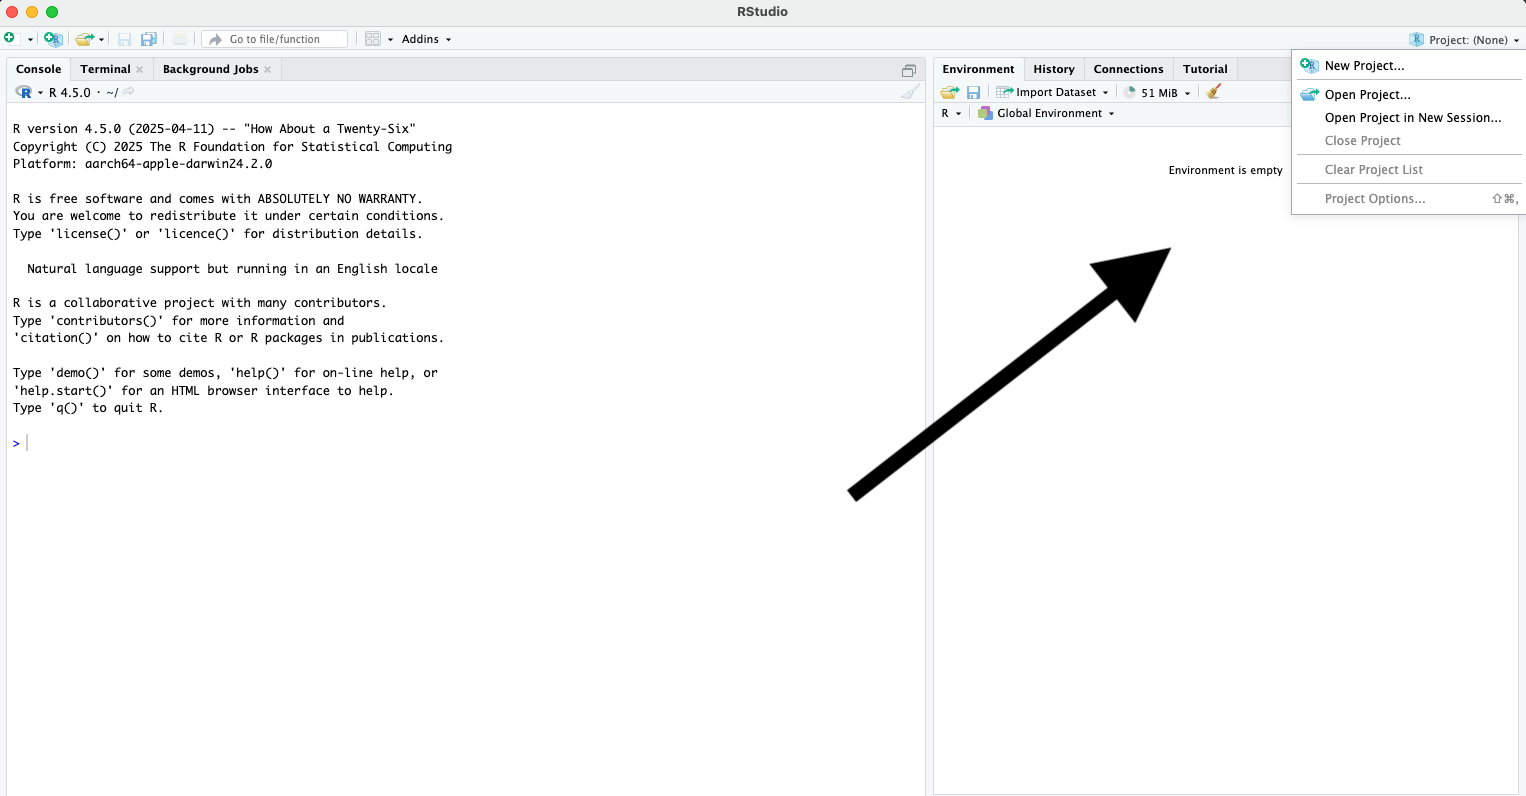 RStudio
Go to file/function
Addins
Project: (None)
Console
Terminal
Background Jobs
R 4.5.0 · ~/
R version 4.5.0 (2025-04-11) -- "How About a Twenty-Six"
Copyright (C) 2025 The R Foundation for Statistical Computing
Platform: aarch64-apple-darwin24.2.0
R is free software and comes with ABSOLUTELY NO WARRANTY.
You are welcome to redistribute it under certain conditions.
Type 'license()' or 'licence()' for distribution details.
Natural language support but running in an English locale
R is a collaborative project with many contributors.
Type 'contributors()' for more information and
'citation()' on how to cite R or R packages in publications.
Type 'demo()' for some demos, 'help()' for on-line help, or
'help.start()' for an HTML browser interface to help.
Type 'q()' to quit R.
>
Environment
History
Connections
Tutorial
Import Dataset
51 MiB
R
Global Environment
Environment is empty
New Project...
Open Project...
Open Project in New Session...
Close Project
Clear Project List
Project Options... ⇧⌘,